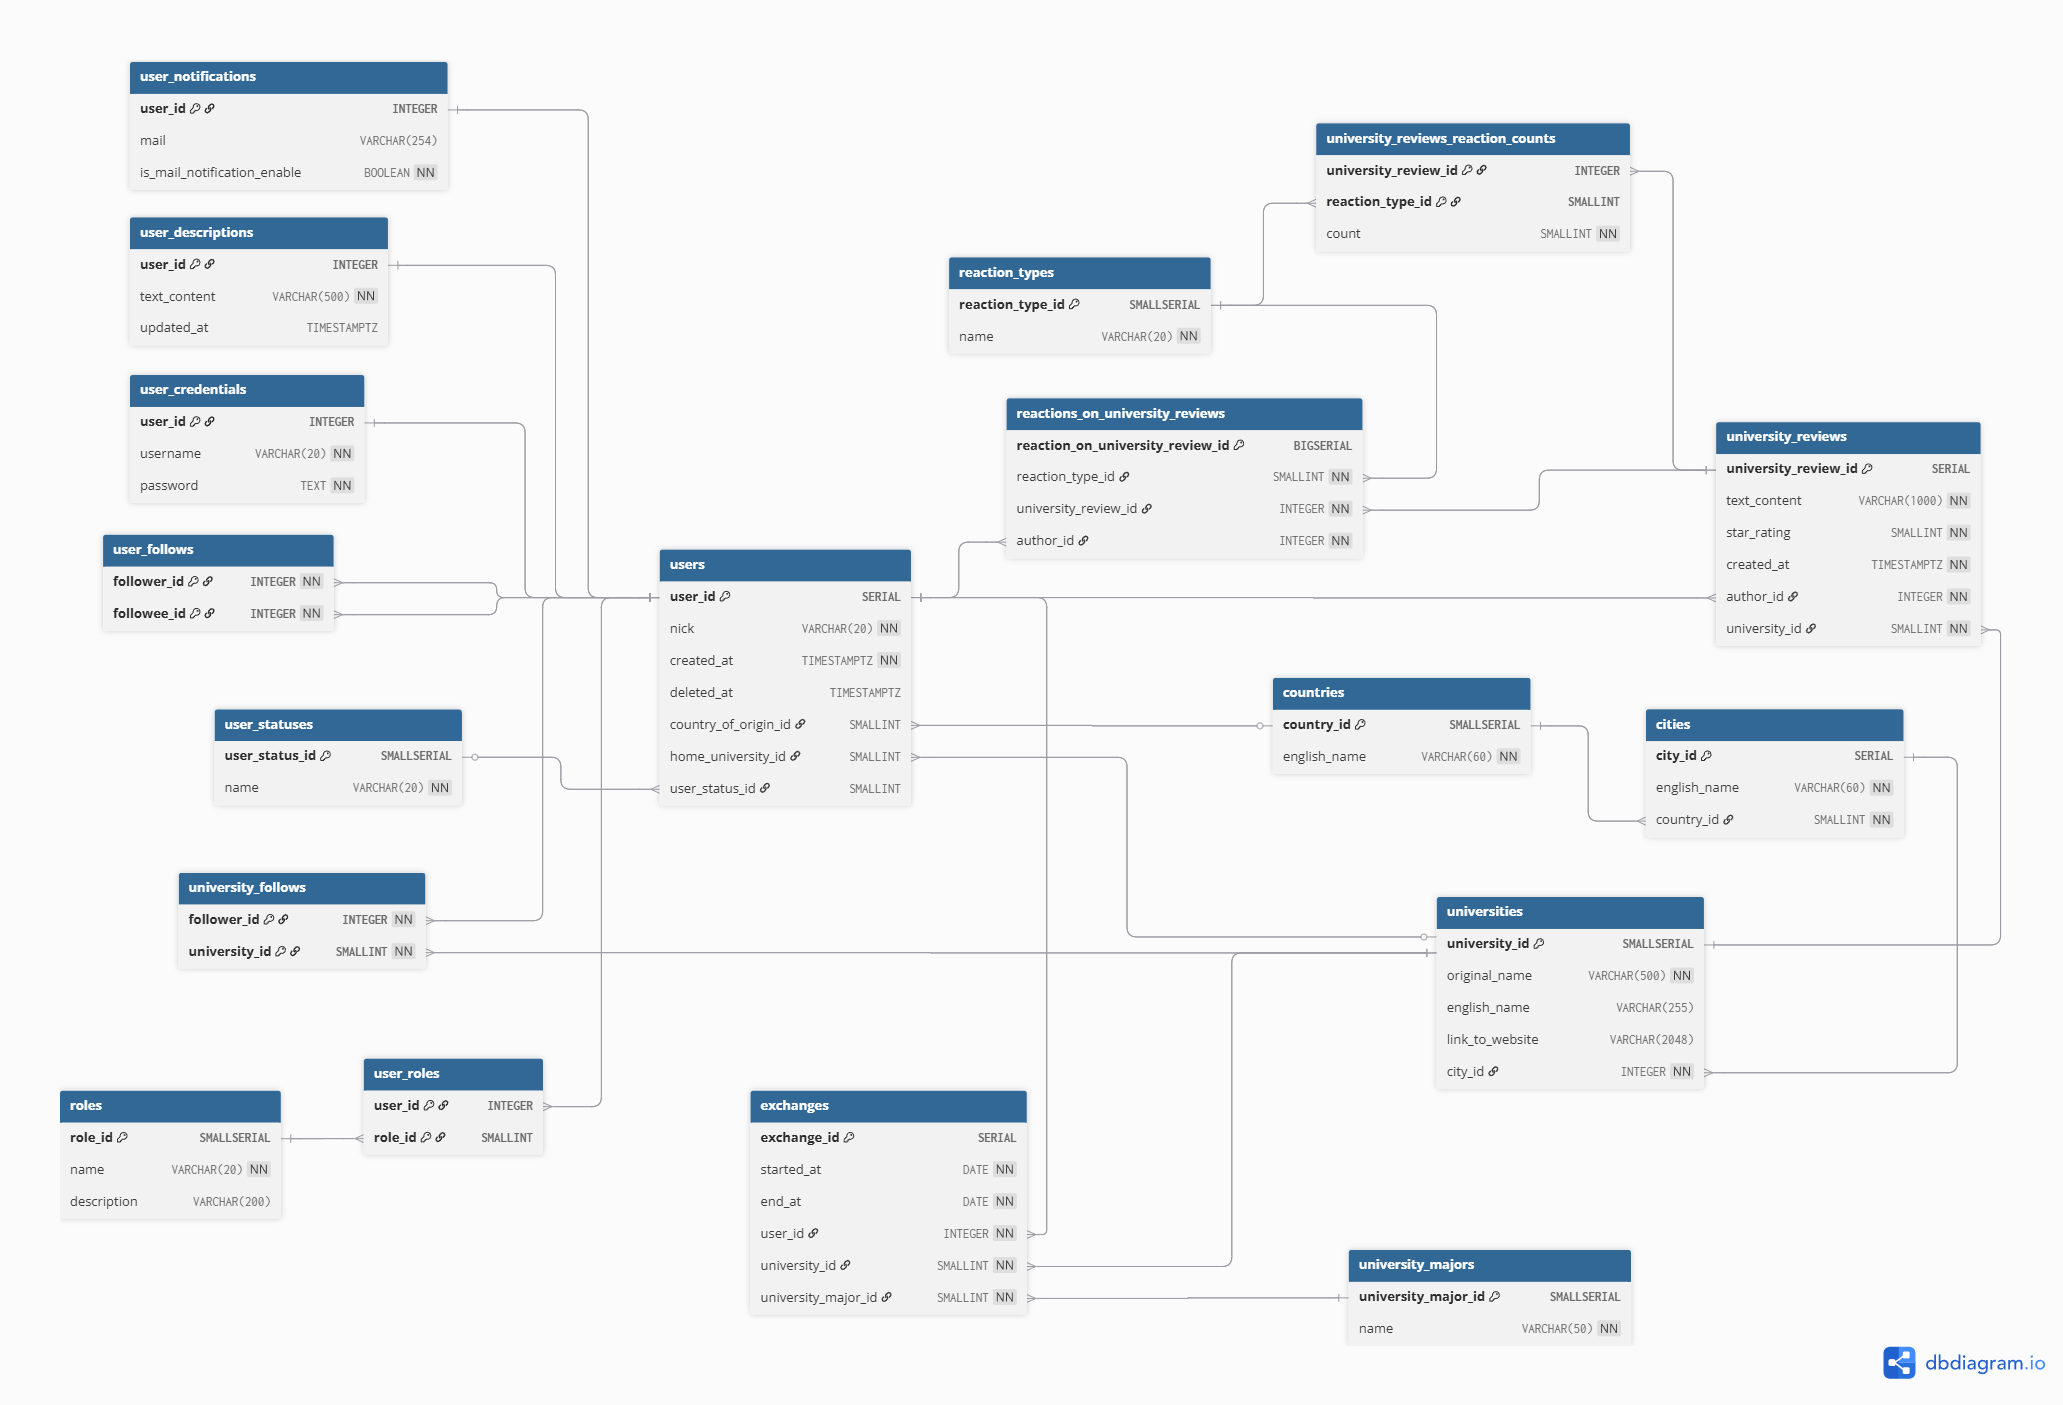 user_notifications
user_id INTEGER
mail VARCHAR(254)
is_mail_notification_enable BOOLEAN NN
user_descriptions
user_id INTEGER
text_content VARCHAR(500) NN
updated_at TIMESTAMPTZ
user_credentials
user_id INTEGER
username VARCHAR(20) NN
password TEXT NN
user_follows
follower_id INTEGER NN
followee_id INTEGER NN
user_statuses
user_status_id SMALLSERIAL
name VARCHAR(20) NN
university_follows
follower_id INTEGER NN
university_id SMALLINT NN
roles
role_id SMALLSERIAL
name VARCHAR(20) NN
description VARCHAR(200)
user_roles
user_id INTEGER
role_id SMALLINT
users
user_id SERIAL
nick VARCHAR(20) NN
created_at TIMESTAMPTZ NN
deleted_at TIMESTAMPTZ
country_of_origin_id SMALLINT
home_university_id SMALLINT
user_status_id SMALLINT
exchanges
exchange_id SERIAL
started_at DATE NN
end_at DATE NN
user_id INTEGER NN
university_id SMALLINT NN
university_major_id SMALLINT NN
reaction_types
reaction_type_id SMALLSERIAL
name VARCHAR(20) NN
reactions_on_university_reviews
reaction_on_university_review_id BIGSERIAL
reaction_type_id SMALLINT NN
university_review_id INTEGER NN
author_id INTEGER NN
university_reviews_reaction_counts
university_review_id INTEGER
reaction_type_id SMALLINT
count SMALLINT NN
university_reviews
university_review_id SERIAL
text_content VARCHAR(1000) NN
star_rating SMALLINT NN
created_at TIMESTAMPTZ NN
author_id INTEGER NN
university_id SMALLINT NN
countries
country_id SMALLSERIAL
english_name VARCHAR(60) NN
cities
city_id SERIAL
english_name VARCHAR(60) NN
country_id SMALLINT NN
universities
university_id SMALLSERIAL
original_name VARCHAR(500) NN
english_name VARCHAR(255)
link_to_website VARCHAR(2048)
city_id INTEGER NN
university_majors
university_major_id SMALLSERIAL
name VARCHAR(50) NN
dbdiagram.io